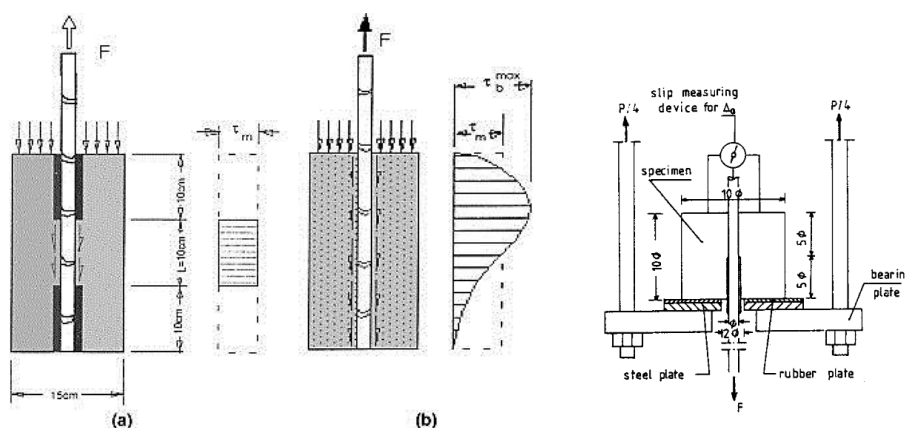 F
τm
10cm
L=10cm
10cm
15cm
(a)
F
τ max b
τm
(b)
slip measuring
device for Δ₀
P/4
P/4
specimen
10 Φ
10Φ
5Φ
5Φ
bearin
plate
Φ
2Φ
steel plate
rubber plate
F